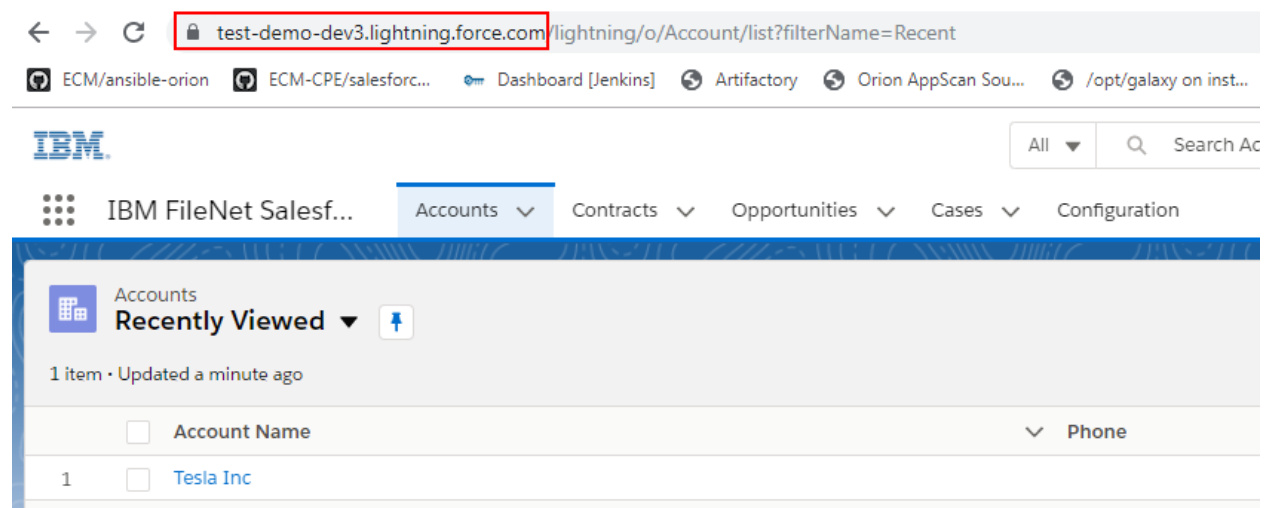 test-demo-dev3.lightning.force.com/lightning/o/Account/list?filterName=Recent
ECM/ansible-orion ECM-CPE/salesforc... Dashboard [Jenkins] Artifactory Orion AppScan Sou... /opt/galaxy on inst...
IBM. All Search Ac
IBM FileNet Salesf... Accounts Contracts Opportunities Cases Configuration
Accounts
Recently Viewed
1 item • Updated a minute ago
Account Name Phone
1 Tesla Inc